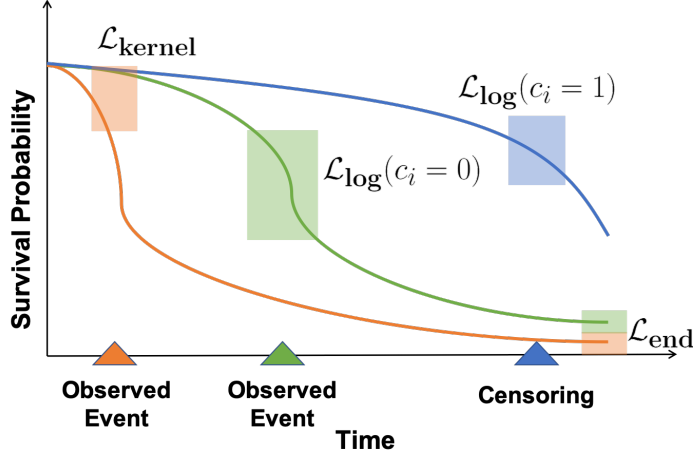 ℒkernel
ℒlog(cᵢ = 1)
ℒlog(cᵢ = 0)
ℒend
Survival Probability
Observed
Event
Observed
Event
Censoring
Time